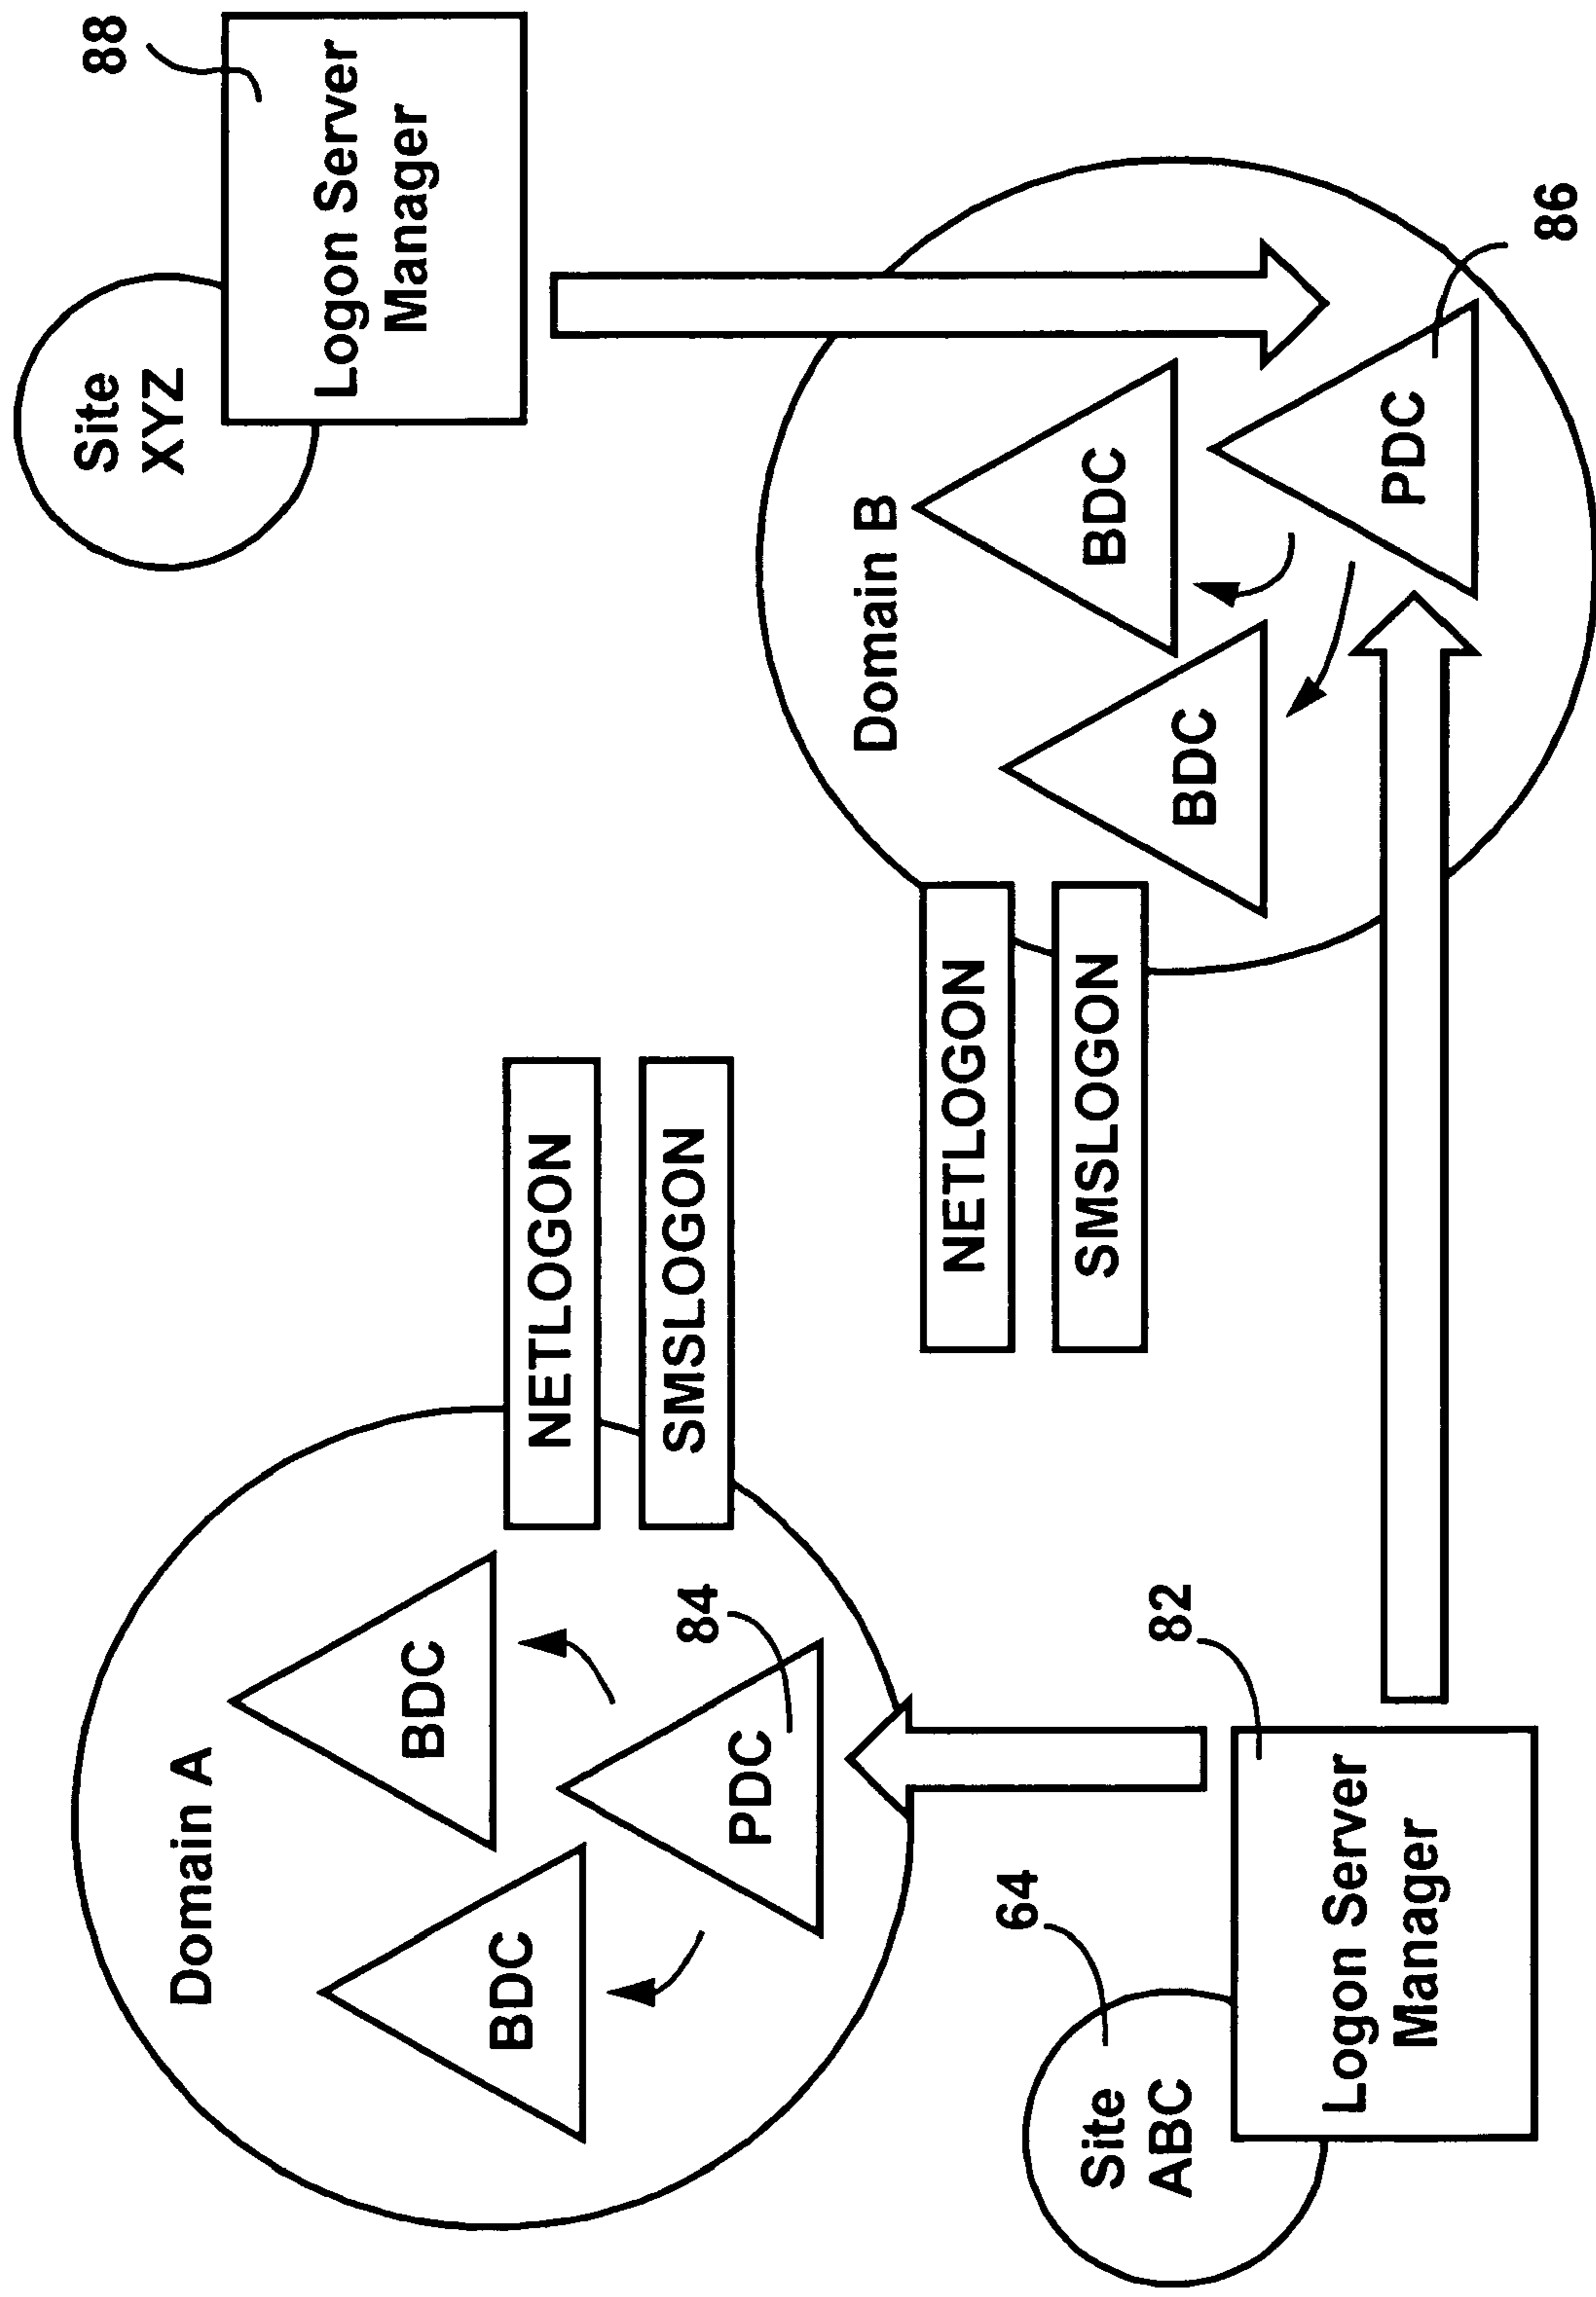 Domain A
BDC
BDC
PDC
84
NETLOGON
SMSLOGON
Site
ABC
64
Logon Server
Manager
82
Site
XYZ
Logon Server
Manager
88
Domain B
BDC
BDC
PDC
86
NETLOGON
SMSLOGON